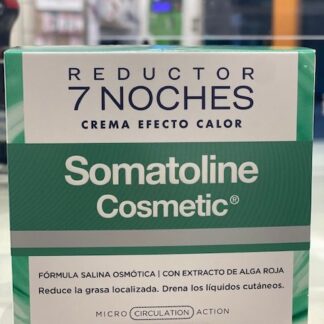 REDUCTOR
7 NOCHES
CREMA EFECTO CALOR
Somatoline
Cosmetic®
FÓRMULA SALINA OSMÓTICA | CON EXTRACTO DE ALGA ROJA
Reduce la grasa localizada. Drena los líquidos cutáneos.
MICRO CIRCULATION ACTION